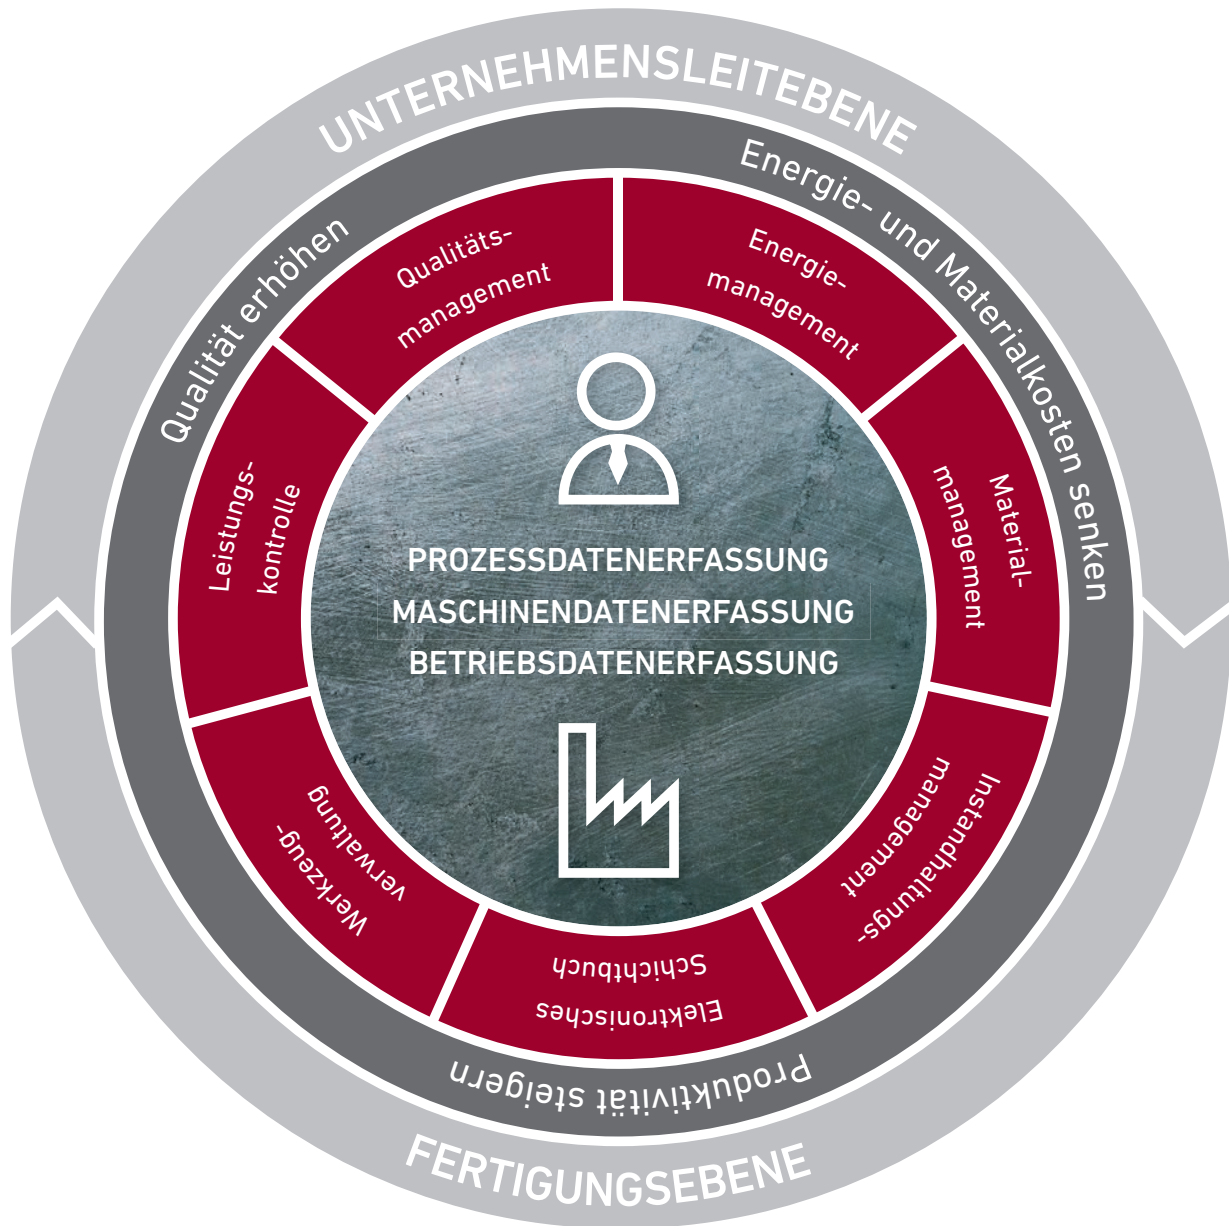 UNTERNEHMENSLEITEBENE
Energie- und Materialkosten senken
Qualität erhöhen
Qualitäts-
management
Energie-
management
Material-
management
Leistungs-
kontrolle
PROZESSDATENERFASSUNG
MASCHINENDATENERFASSUNG
BETRIEBSDATENERFASSUNG
Instandhaltungs-
management
Werkzeug-
verwaltung
Elektronisches
Schichtbuch
Produktivität steigern
FERTIGUNGSEBENE